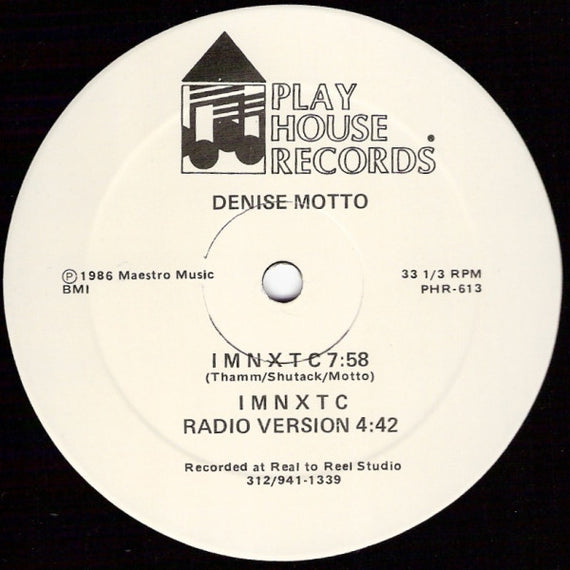 PLAY
HOUSE
RECORDS
DENISE MOTTO
℗ 1986 Maestro Music
BMI
33 1/3 RPM
PHR-613
I M N X T C 7:58
(Thamm/Shutack/Motto)
I M N X T C
RADIO VERSION 4:42
Recorded at Real to Reel Studio
312/941-1339